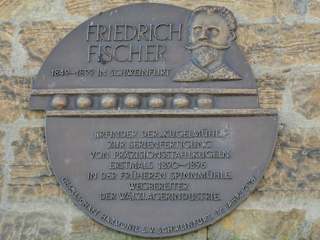 FRIEDRICH
FISCHER
1849-1899 IN SCHWEINFURT
ERFINDER DER KUGELMÜHLE
ZUR SERIENFERTIGUNG
VON PRÄZISIONSSTAHLKUGELN
ERSTMALS 1890-1896
IN DER FRÜHEREN SPINNMÜHLE
WEGBEREITER
DER WÄLZLAGERINDUSTRIE